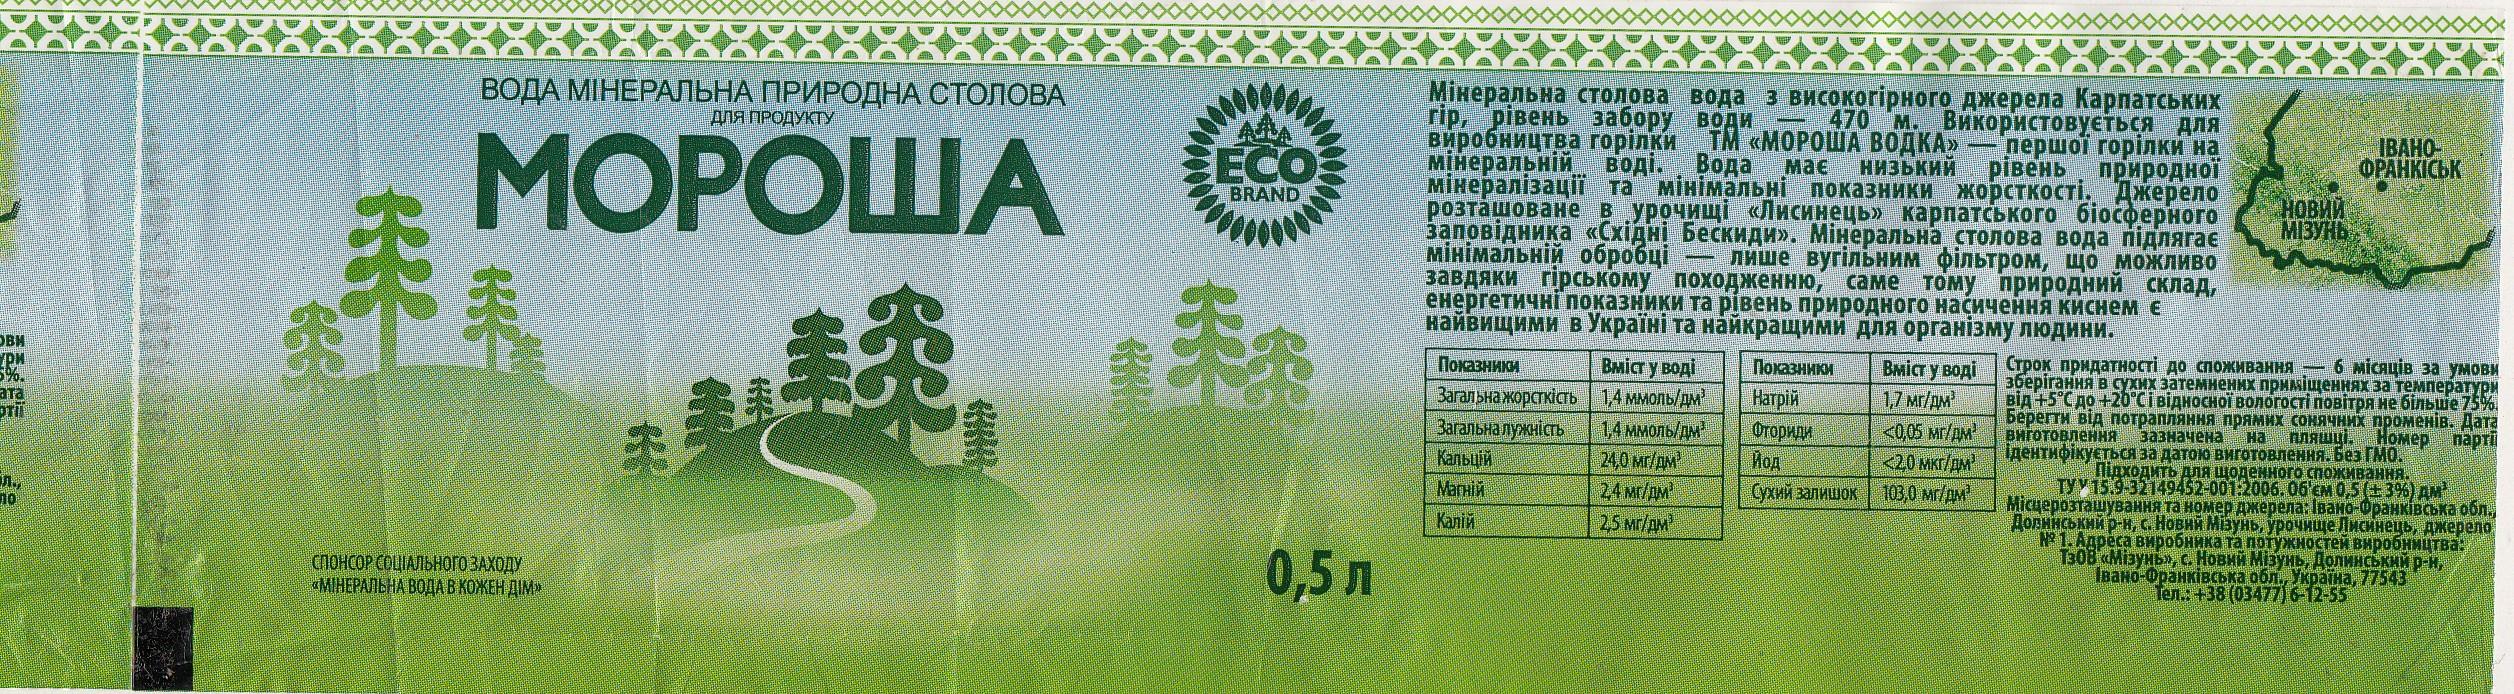 ВОДА МІНЕРАЛЬНА ПРИРОДНА СТОЛОВА
ДЛЯ ПРОДУКТУ
МОРОША
ECO
BRAND
СПОНСОР СОЦІАЛЬНОГО ЗАХОДУ
«МІНЕРАЛЬНА ВОДА В КОЖЕН ДІМ»
0,5 л
Мінеральна столова вода з високогірного джерела Карпатських
гір, рівень забору води — 470 м. Використовується для
виробництва горілки ТМ «МОРОША ВОДКА» — першої горілки на
мінеральній воді. Вода має низький рівень природної
мінералізації та мінімальні показники жорсткості. Джерело
розташоване в урочищі «Лисинець» карпатського біосферного
заповідника «Східні Бескиди». Мінеральна столова вода підлягає
мінімальній обробці — лише вугільним фільтром, що можливо
завдяки гірському походженню, саме тому природний склад,
енергетичні показники та рівень природного насичення киснем є
найвищими в Україні та найкращими для організму людини.
ІВАНО-
ФРАНКІСЬК
НОВИЙ
МІЗУНЬ
Показники Вміст у воді
Загальна жорсткість 1,4 ммоль/дм³
Загальна лужність 1,4 ммоль/дм³
Кальцій 24,0 мг/дм³
Магній 2,4 мг/дм³
Калій 2,5 мг/дм³
Показники Вміст у воді
Натрій 1,7 мг/дм³
Фториди <0,05 мг/дм³
Йод <2,0 мкг/дм³
Сухий залишок 103,0 мг/дм³
Строк придатності до споживання — 6 місяців за умови
зберігання в сухих затемнених приміщеннях за температури
від +5°С до +20°С і відносної вологості повітря не більше 75%.
Берегти від потрапляння прямих сонячних променів. Дата
виготовлення зазначена на пляшці. Номер партії
ідентифікується за датою виготовлення. Без ГМО.
Підходить для щоденного споживання.
ТУ У 15.9-32149452-001:2006. Об'єм 0,5 (± 3%) дм³
Місцерозташування та номер джерела: Івано-Франківська обл.,
Долинський р-н, с. Новий Мізунь, урочище Лисинець, джерело
№ 1. Адреса виробника та потужностей виробництва:
ТзОВ «Мізунь», с. Новий Мізунь, Долинський р-н,
Івано-Франківська обл., Україна, 77543
Тел.: +38 (03477) 6-12-55